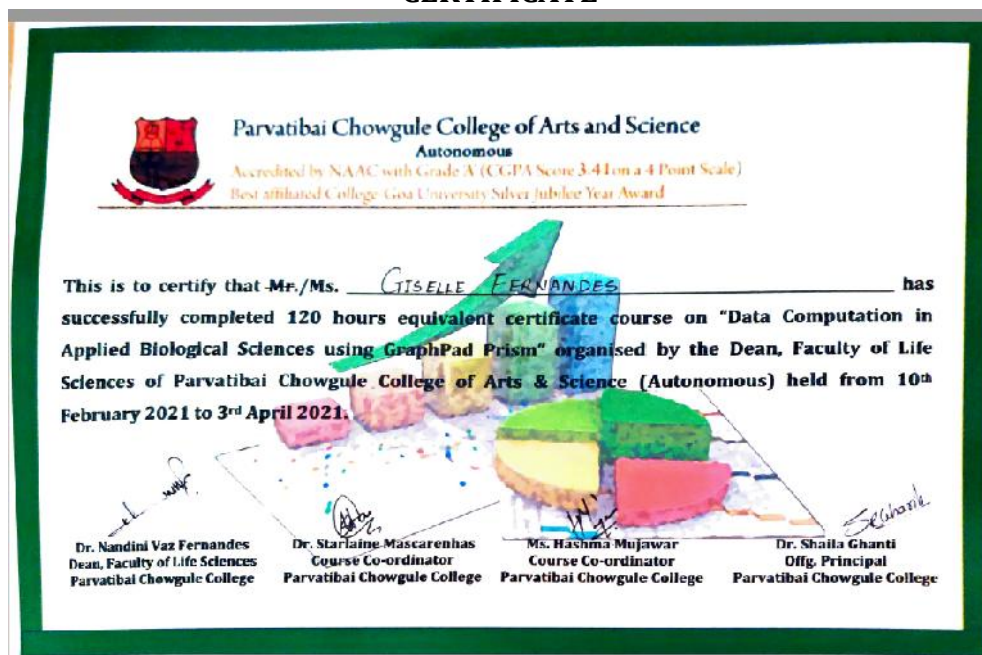 CERTIFICATE
Parvatibai Chowgule College of Arts and Science
Autonomous
Accredited by NAAC with Grade 'A' (CGPA Score 3.41 on a 4 Point Scale)
Best affiliated College-Goa University Silver Jubilee Year Award
This is to certify that Mr./Ms. GISELLE FERNANDES has
successfully completed 120 hours equivalent certificate course on "Data Computation in
Applied Biological Sciences using GraphPad Prism" organised by the Dean, Faculty of Life
Sciences of Parvatibai Chowgule College of Arts & Science (Autonomous) held from 10th
February 2021 to 3rd April 2021.
Dr. Nandini Vaz Fernandes
Dean, Faculty of Life Sciences
Parvatibai Chowgule College
Dr. Starlaine Mascarenhas
Course Co-ordinator
Parvatibai Chowgule College
Ms. Hashma Mujawar
Course Co-ordinator
Parvatibai Chowgule College
Dr. Shaila Ghanti
Offg. Principal
Parvatibai Chowgule College